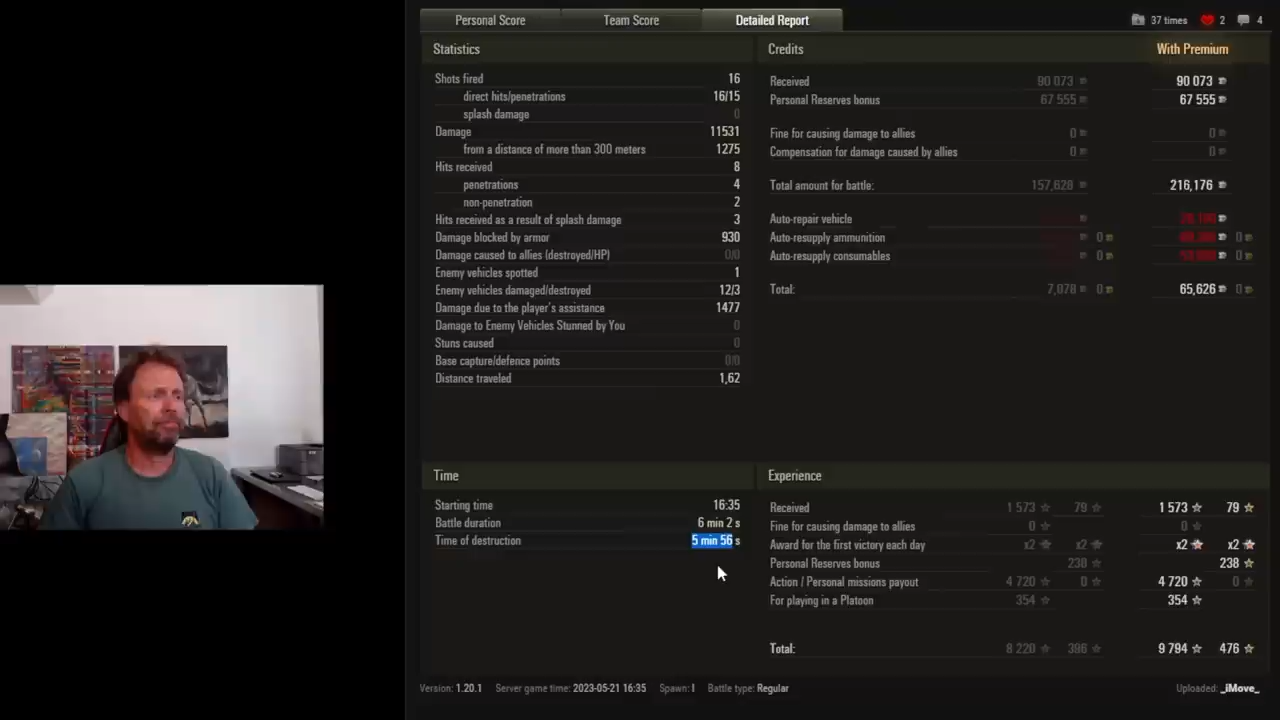 Personal Score Team Score Detailed Report 37 times 2 4
Statistics
Shots fired 16
direct hits/penetrations 16/15
splash damage 0
Damage 11531
from a distance of more than 300 meters 1275
Hits received 8
penetrations 4
non-penetration 2
Hits received as a result of splash damage 3
Damage blocked by armor 930
Damage caused to allies (destroyed/HP) 0/0
Enemy vehicles spotted 1
Enemy vehicles damaged/destroyed 12/3
Damage due to the player's assistance 1477
Damage to Enemy Vehicles Stunned by You 0
Stuns caused 0
Base capture/defence points 0/0
Distance traveled 1,62
Credits With Premium
Received 90 073 90 073
Personal Reserves bonus 67 555 67 555
Fine for causing damage to allies 0 0
Compensation for damage caused by allies 0 0
Total amount for battle: 157,628 216,176
Auto-repair vehicle
Auto-resupply ammunition 0 0
Auto-resupply consumables 0 0
Total: 7,078 0 65,626 0
Time
Starting time 16:35
Battle duration 6 min 2 s
Time of destruction 5 min 56 s
Experience
Received 1 573 79 1 573 79
Fine for causing damage to allies 0 0
Award for the first victory each day x2 x2 x2 x2
Personal Reserves bonus 238 238
Action / Personal missions payout 4 720 0 4 720 0
For playing in a Platoon 354 354
Total: 8 220 396 9 794 476
Version: 1.20.1 Server game time: 2023-05-21 16:35 Spawn: I Battle type: Regular Uploaded: _iMove_